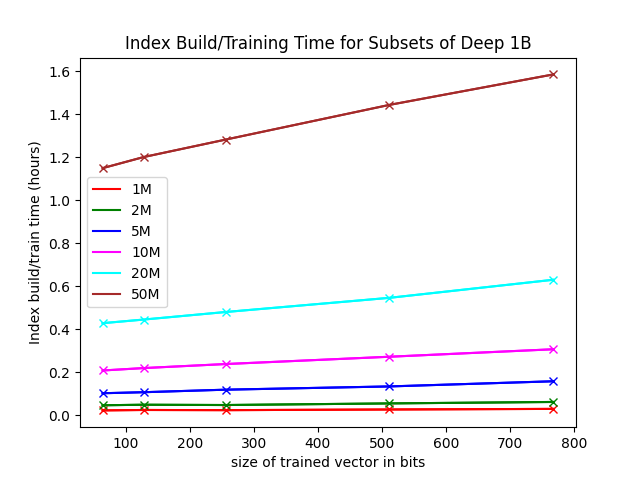 Index Build/Training Time for Subsets of Deep 1B
Index build/train time (hours)
1.6
1.4
1.2
1.0
0.8
0.6
0.4
0.2
0.0
1M
2M
5M
10M
20M
50M
100 200 300 400 500 600 700 800
size of trained vector in bits